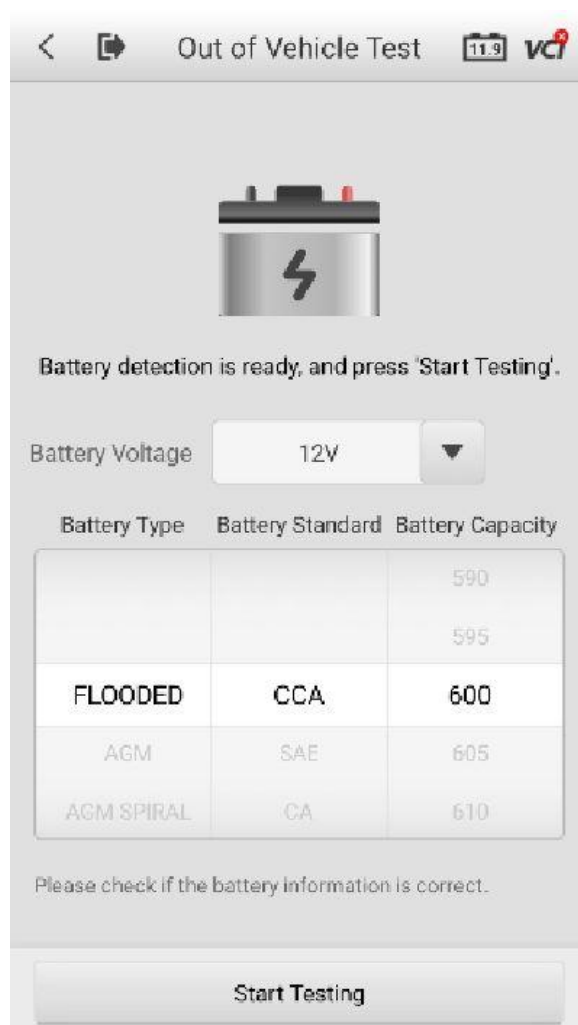 Out of Vehicle Test 11.9 VCI
Battery detection is ready, and press 'Start Testing'.
Battery Voltage 12V
Battery Type Battery Standard Battery Capacity
590
595
FLOODED CCA 600
AGM SAE 605
AGM SPIRAL CA 610
Please check if the battery information is correct.
Start Testing